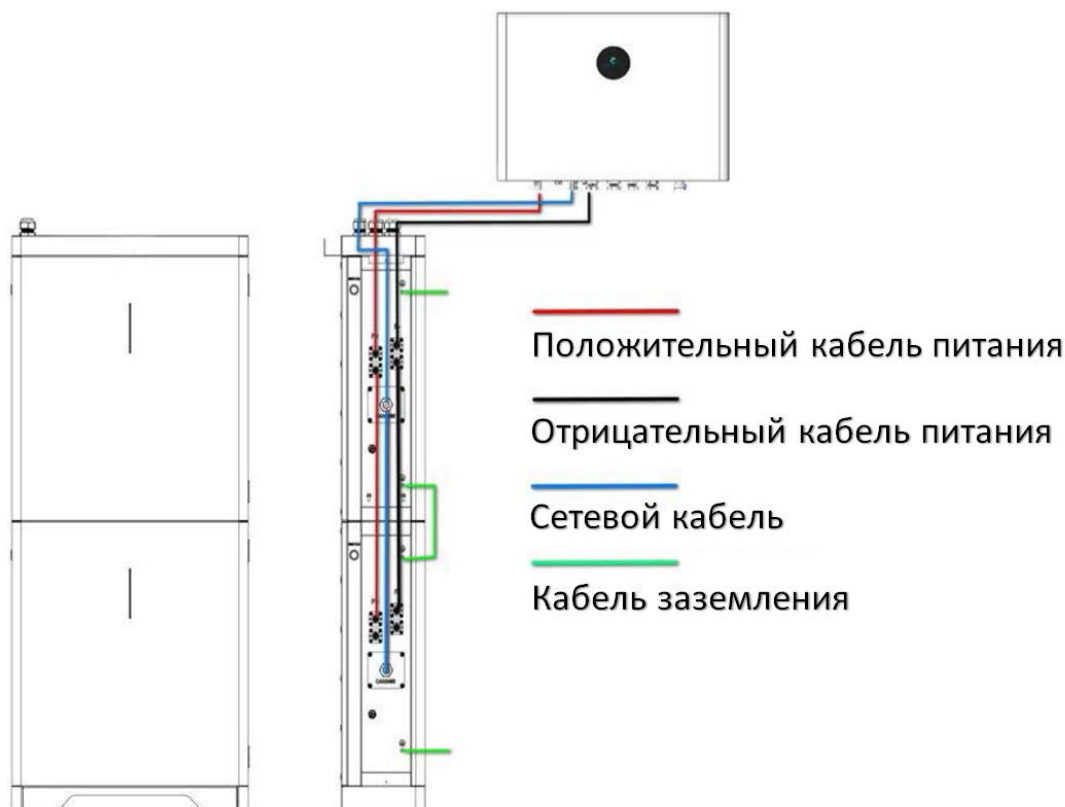 Положительный кабель питания
Отрицательный кабель питания
Сетевой кабель
Кабель заземления